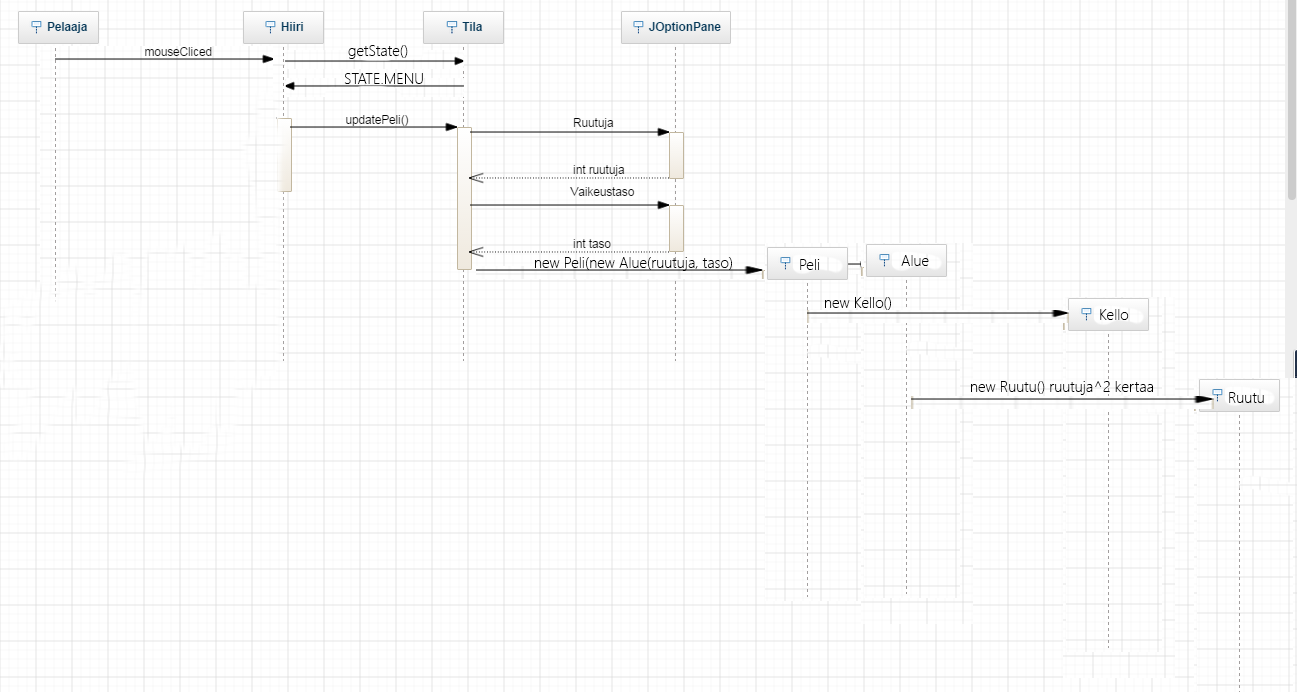 Pelaaja
Hiiri
Tila
JOptionPane
mouseCliced
getState()
STATE.MENU
updatePeli()
Ruutuja
int ruutuja
Vaikeustaso
int taso
new Peli(new Alue(ruutuja, taso)
Peli
Alue
new Kello()
Kello
new Ruutu() ruutuja^2 kertaa
Ruutu